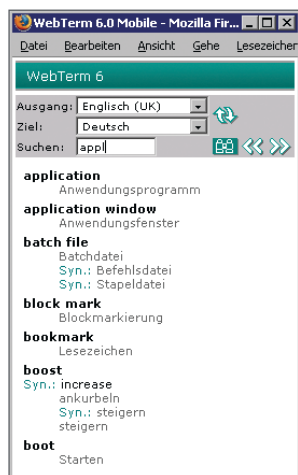 WebTerm 6.0 Mobile - Mozilla Fir...
Datei Bearbeiten Ansicht Gehe Lesezeichen
WebTerm 6
Ausgang: Englisch (UK)
Ziel: Deutsch
Suchen: appl
application
Anwendungsprogramm
application window
Anwendungsfenster
batch file
Batchdatei
Syn.: Befehlsdatei
Syn.: Stapeldatei
block mark
Blockmarkierung
bookmark
Lesezeichen
boost
Syn.: increase
ankurbeln
Syn.: steigern
steigern
boot
Starten